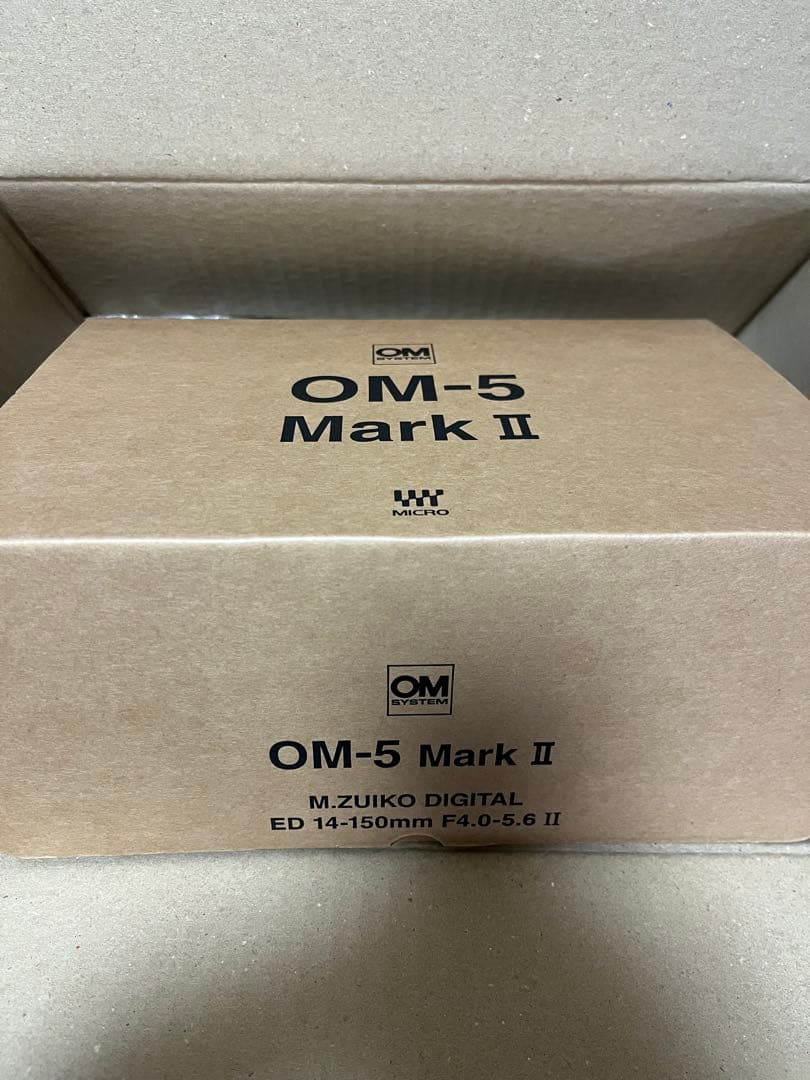 OM
SYSTEM
OM-5
Mark II
MICRO
OM
SYSTEM
OM-5 Mark II
M.ZUIKO DIGITAL
ED 14-150mm F4.0-5.6 II